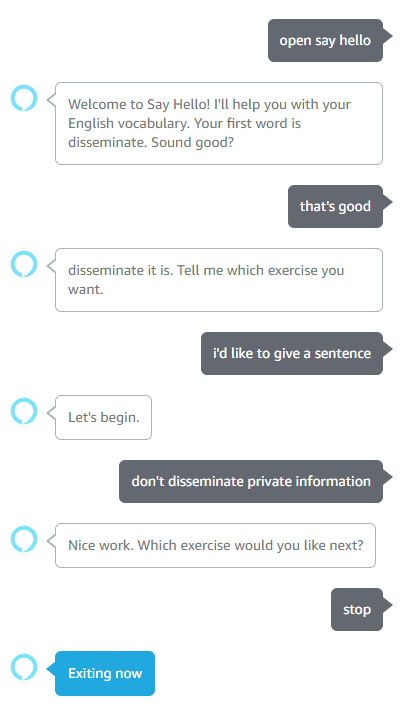 open say hello
Welcome to Say Hello! I'll help you with your
English vocabulary. Your first word is
disseminate. Sound good?
that's good
disseminate it is. Tell me which exercise you
want.
i'd like to give a sentence
Let's begin.
don't disseminate private information
Nice work. Which exercise would you like next?
stop
Exiting now